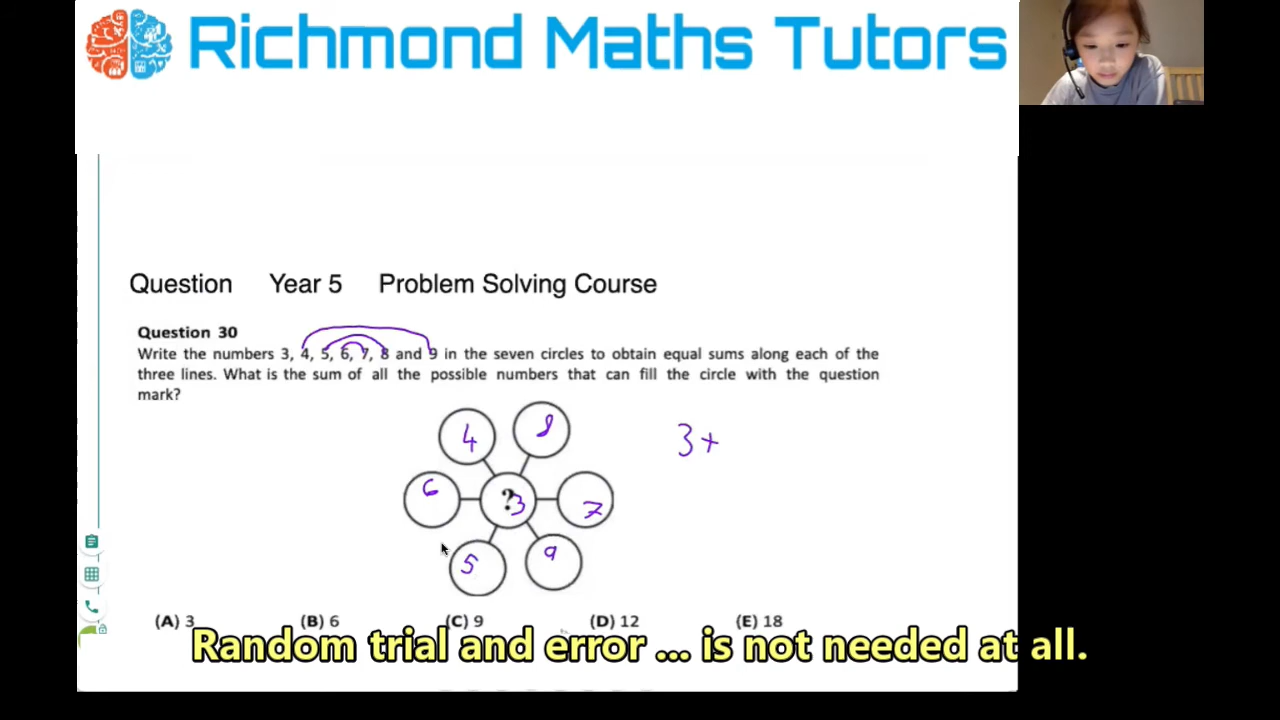 Richmond Maths Tutors
Question Year 5 Problem Solving Course
Question 30
Write the numbers 3, 4, 5, 6, 7, 8 and 9 in the seven circles to obtain equal sums along each of the
three lines. What is the sum of all the possible numbers that can fill the circle with the question
mark?
4 8
3+
6 ? 3 7
5 9
(A) 3 (B) 6 (C) 9 (D) 12 (E) 18
Random trial and error ... is not needed at all.